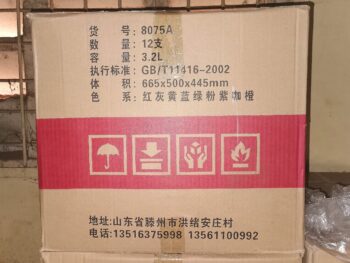 货 号：8075A
数 量：12支
容 量：3.2L
执行标准：GB/T11416-2002
体 积：665x500x445mm
色 系：红灰黄蓝绿粉紫咖橙
地址:山东省滕州市洪绪安庄村
电话:13516375998 13561100992